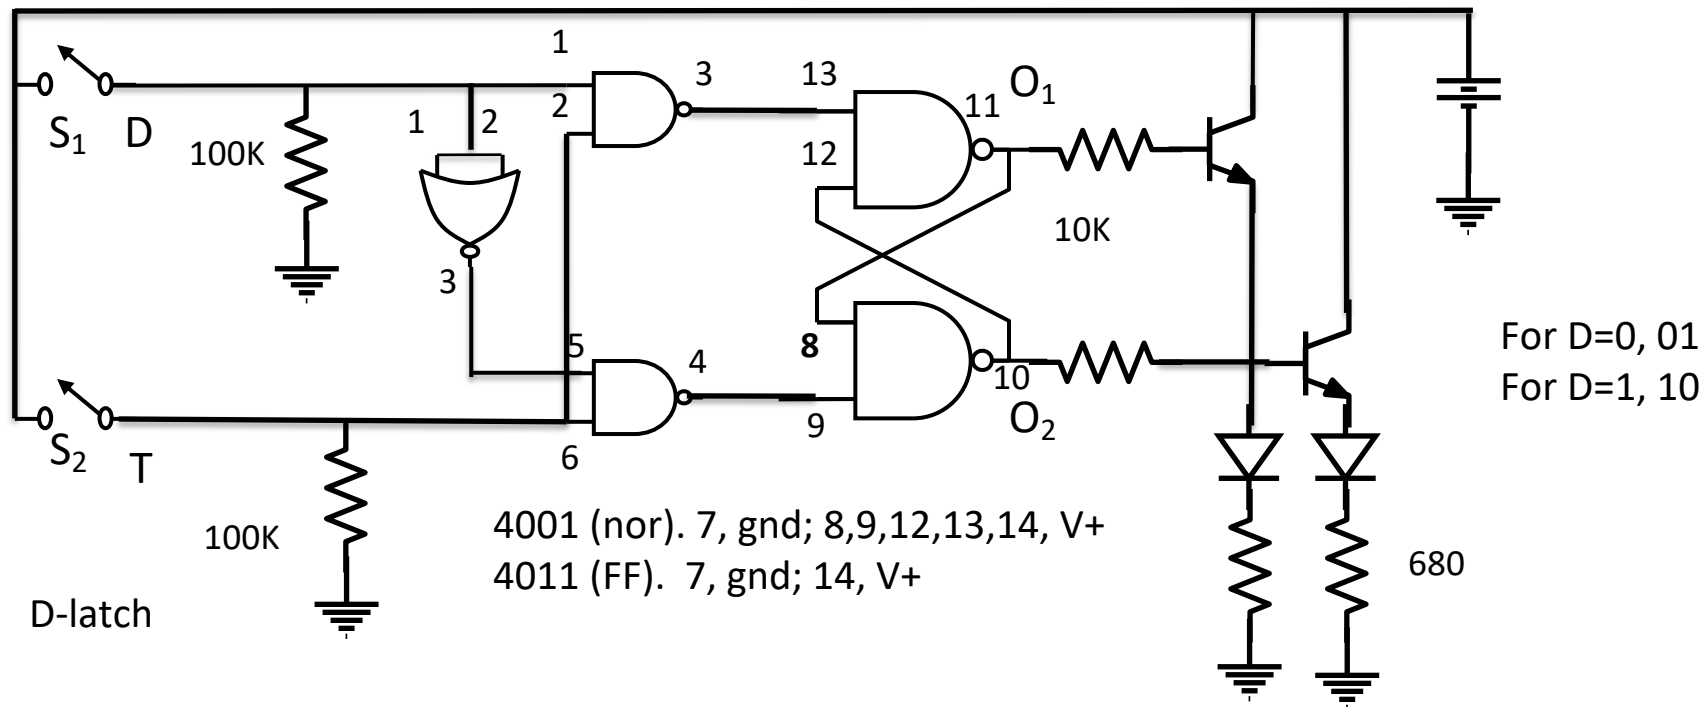 1
3
13
O₁
11
S₁
D
1
2
2
100K
12
10K
3
5
8
4
10
For D=0, 01
For D=1, 10
9
O₂
S₂
T
6
100K
4001 (nor). 7, gnd; 8,9,12,13,14, V+
4011 (FF). 7, gnd; 14, V+
680
D-latch